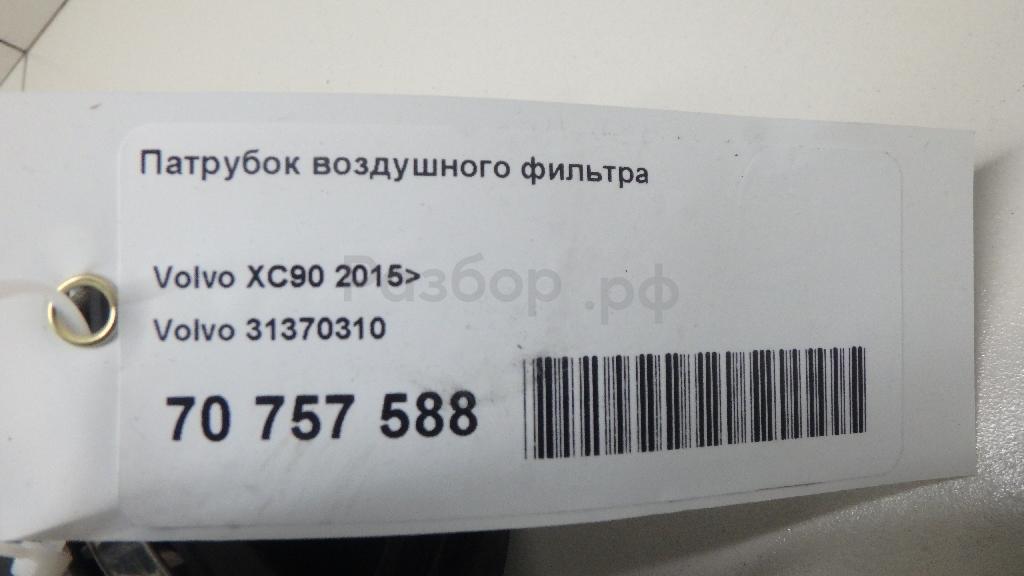 Патрубок воздушного фильтра
Volvo XC90 2015>
Разбор.рф
Volvo 31370310
70 757 588